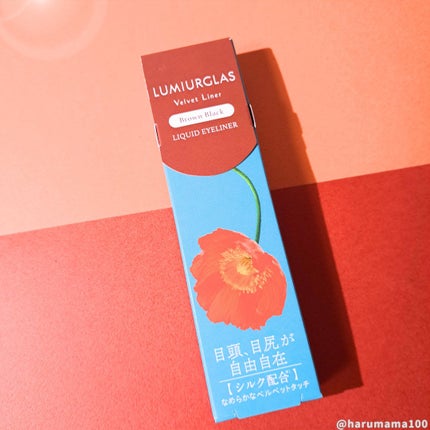 LUMIURGLAS
Velvet Liner
Brown Black
LIQUID EYELINER
目頭、目尻が
自由自在
【シルク配合】
なめらかなベルベットタッチ
@harumama100